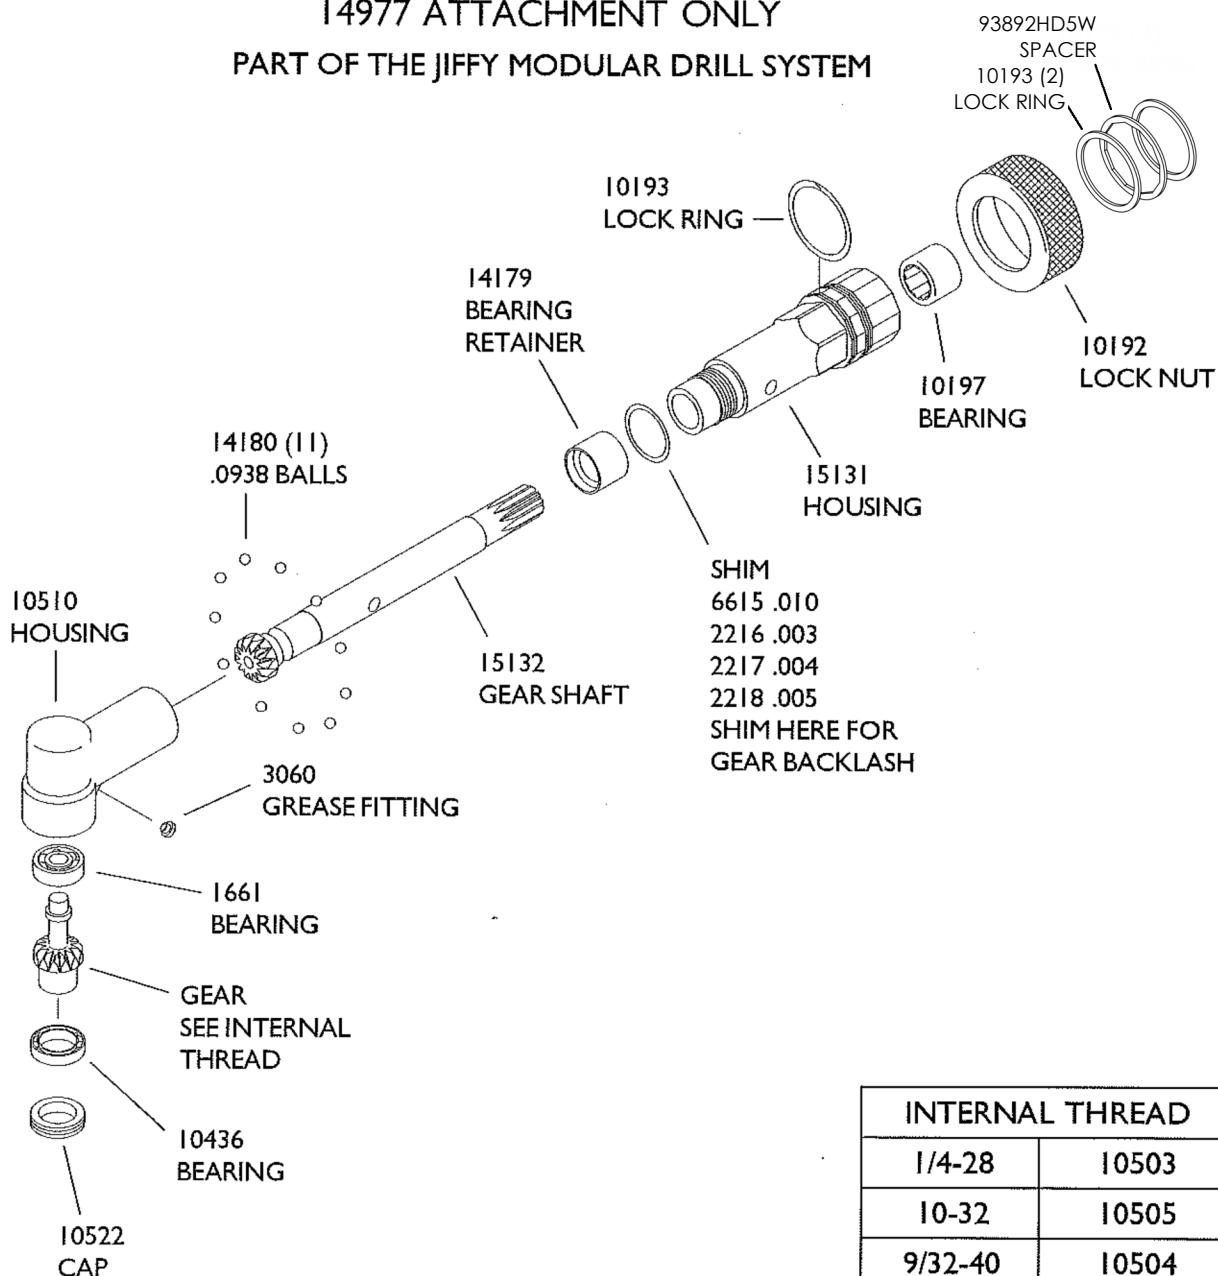 14977 ATTACHMENT ONLY
PART OF THE JIFFY MODULAR DRILL SYSTEM
93892HD5W
SPACER
10193 (2)
LOCK RING
10193
LOCK RING
14179
BEARING
RETAINER
10192
LOCK NUT
10197
BEARING
14180 (11)
.0938 BALLS
15131
HOUSING
SHIM
6615 .010
2216 .003
2217 .004
2218 .005
SHIM HERE FOR
GEAR BACKLASH
10510
HOUSING
15132
GEAR SHAFT
3060
GREASE FITTING
1661
BEARING
GEAR
SEE INTERNAL
THREAD
10436
BEARING
10522
CAP
INTERNAL THREAD
1/4-28 10503
10-32 10505
9/32-40 10504